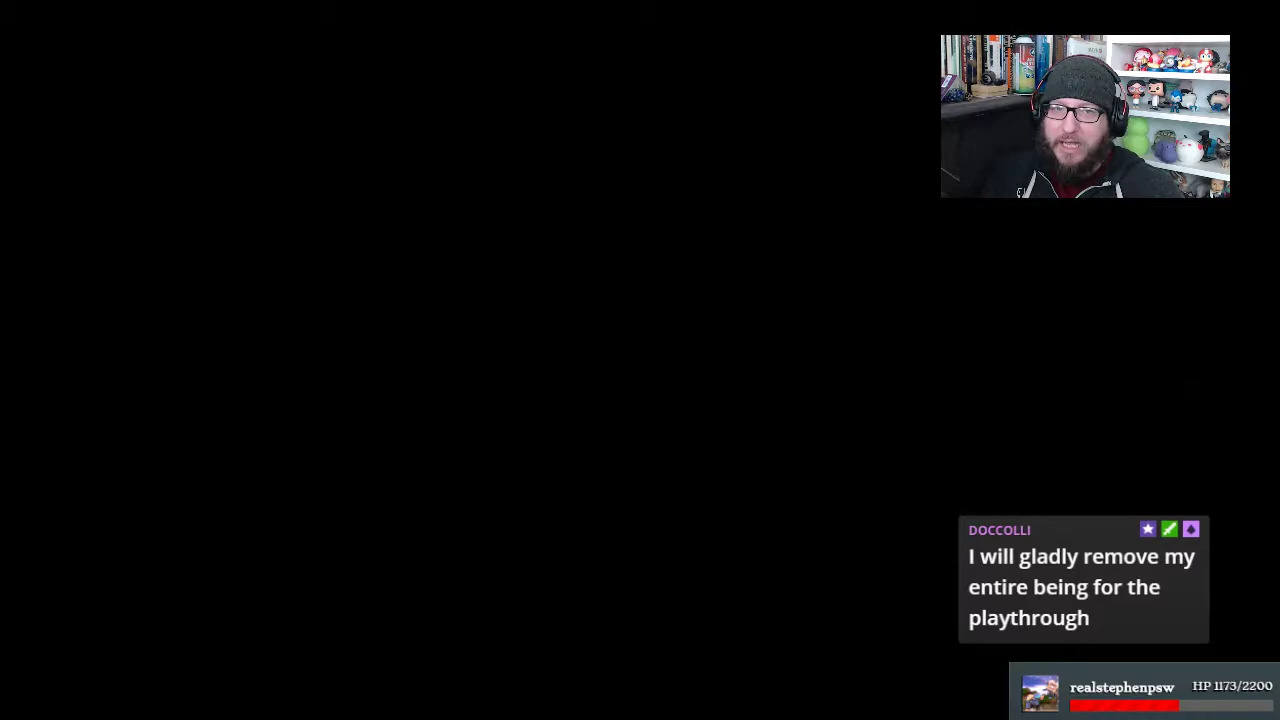 DOCCOLLI
I will gladly remove my
entire being for the
playthrough
realstephenpsw HP 1173/2200